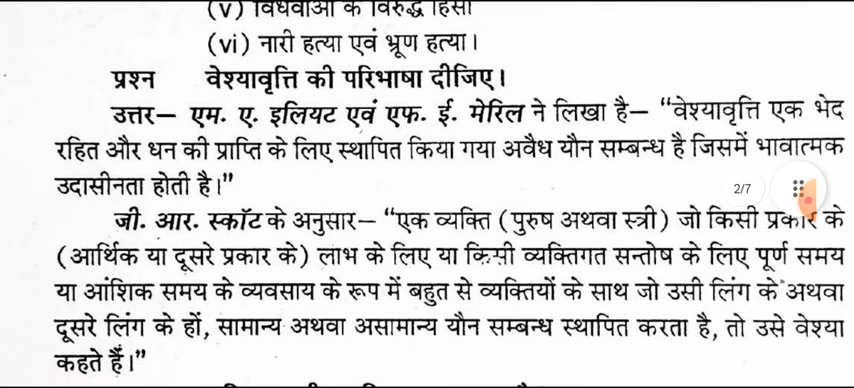 (v) विधवाओं के विरुद्ध हिंसा
(vi) नारी हत्या एवं भ्रूण हत्या।
प्रश्न वेश्यावृत्ति की परिभाषा दीजिए।
उत्तर— एम. ए. इलियट एवं एफ. ई. मेरिल ने लिखा है— “वेश्यावृत्ति एक भेद
रहित और धन की प्राप्ति के लिए स्थापित किया गया अवैध यौन सम्बन्ध है जिसमें भावात्मक
उदासीनता होती है।”
2/7
जी. आर. स्कॉट के अनुसार— “एक व्यक्ति (पुरुष अथवा स्त्री) जो किसी प्रकार के
(आर्थिक या दूसरे प्रकार के) लाभ के लिए या किसी व्यक्तिगत सन्तोष के लिए पूर्ण समय
या आंशिक समय के व्यवसाय के रूप में बहुत से व्यक्तियों के साथ जो उसी लिंग के अथवा
दूसरे लिंग के हों, सामान्य अथवा असामान्य यौन सम्बन्ध स्थापित करता है, तो उसे वेश्या
कहते हैं।”